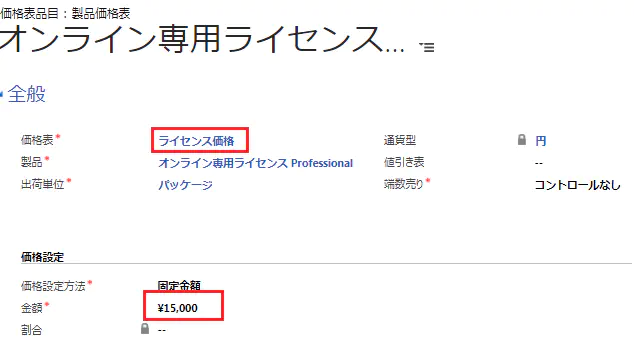 価格表品目：製品価格表
オンライン専用ライセンス...
全般
価格表* ライセンス価格 通貨型 円
製品* オンライン専用ライセンス Professional 値引き表 --
出荷単位* パッケージ 端数売り* コントロールなし
価格設定
価格設定方法* 固定金額
金額* ¥15,000
割合 --